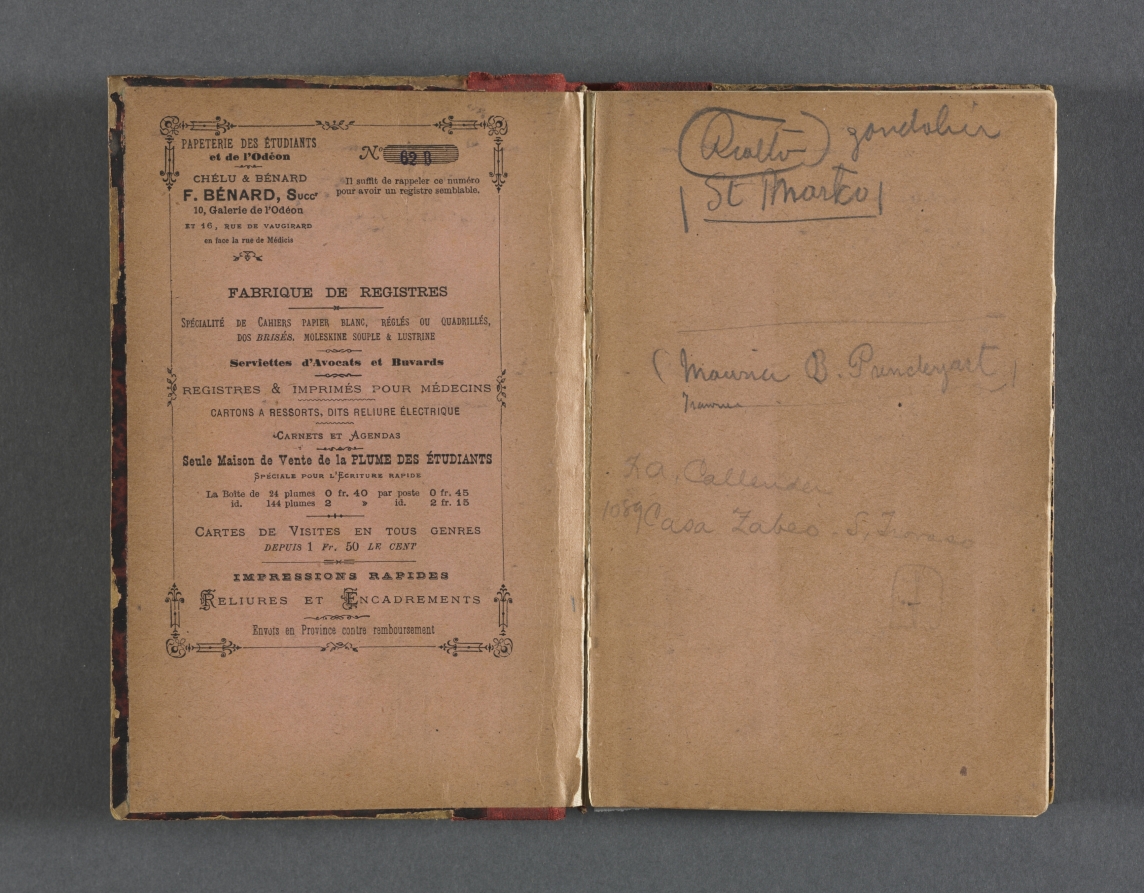 PAPETERIE DES ÉTUDIANTS
et de l'Odéon
CHÉLU & BÉNARD
F. BÉNARD, Succr
10, Galerie de l'Odéon
ET 16, RUE DE VAUGIRARD
en face la rue de Médicis
No 62 B
Il suffit de rappeler ce numéro
pour avoir un registre semblable.
FABRIQUE DE REGISTRES
SPÉCIALITÉ DE CAHIERS PAPIER BLANC, RÉGLÉS OU QUADRILLÉS,
DOS BRISÉS, MOLESKINE SOUPLE & LUSTRINE
Serviettes d'Avocats et Buvards
REGISTRES & IMPRIMÉS POUR MÉDECINS
CARTONS A RESSORTS, DITS RELIURE ÉLECTRIQUE
CARNETS ET AGENDAS
Seule Maison de Vente de la PLUME DES ÉTUDIANTS
SPÉCIALE POUR L'ECRITURE RAPIDE
La Boîte de 24 plumes 0 fr. 40 par poste 0 fr. 45
id. 144 plumes 2 » id. 2 fr. 15
CARTES DE VISITES EN TOUS GENRES
DEPUIS 1 Fr. 50 LE CENT
IMPRESSIONS RAPIDES
RELIURES ET ENCADREMENTS
Envois en Province contre remboursement
(Rialto) gondolier
St Marko
(Maurice B. Prendergast)
1089 Casa Zabeo S. Trovaso